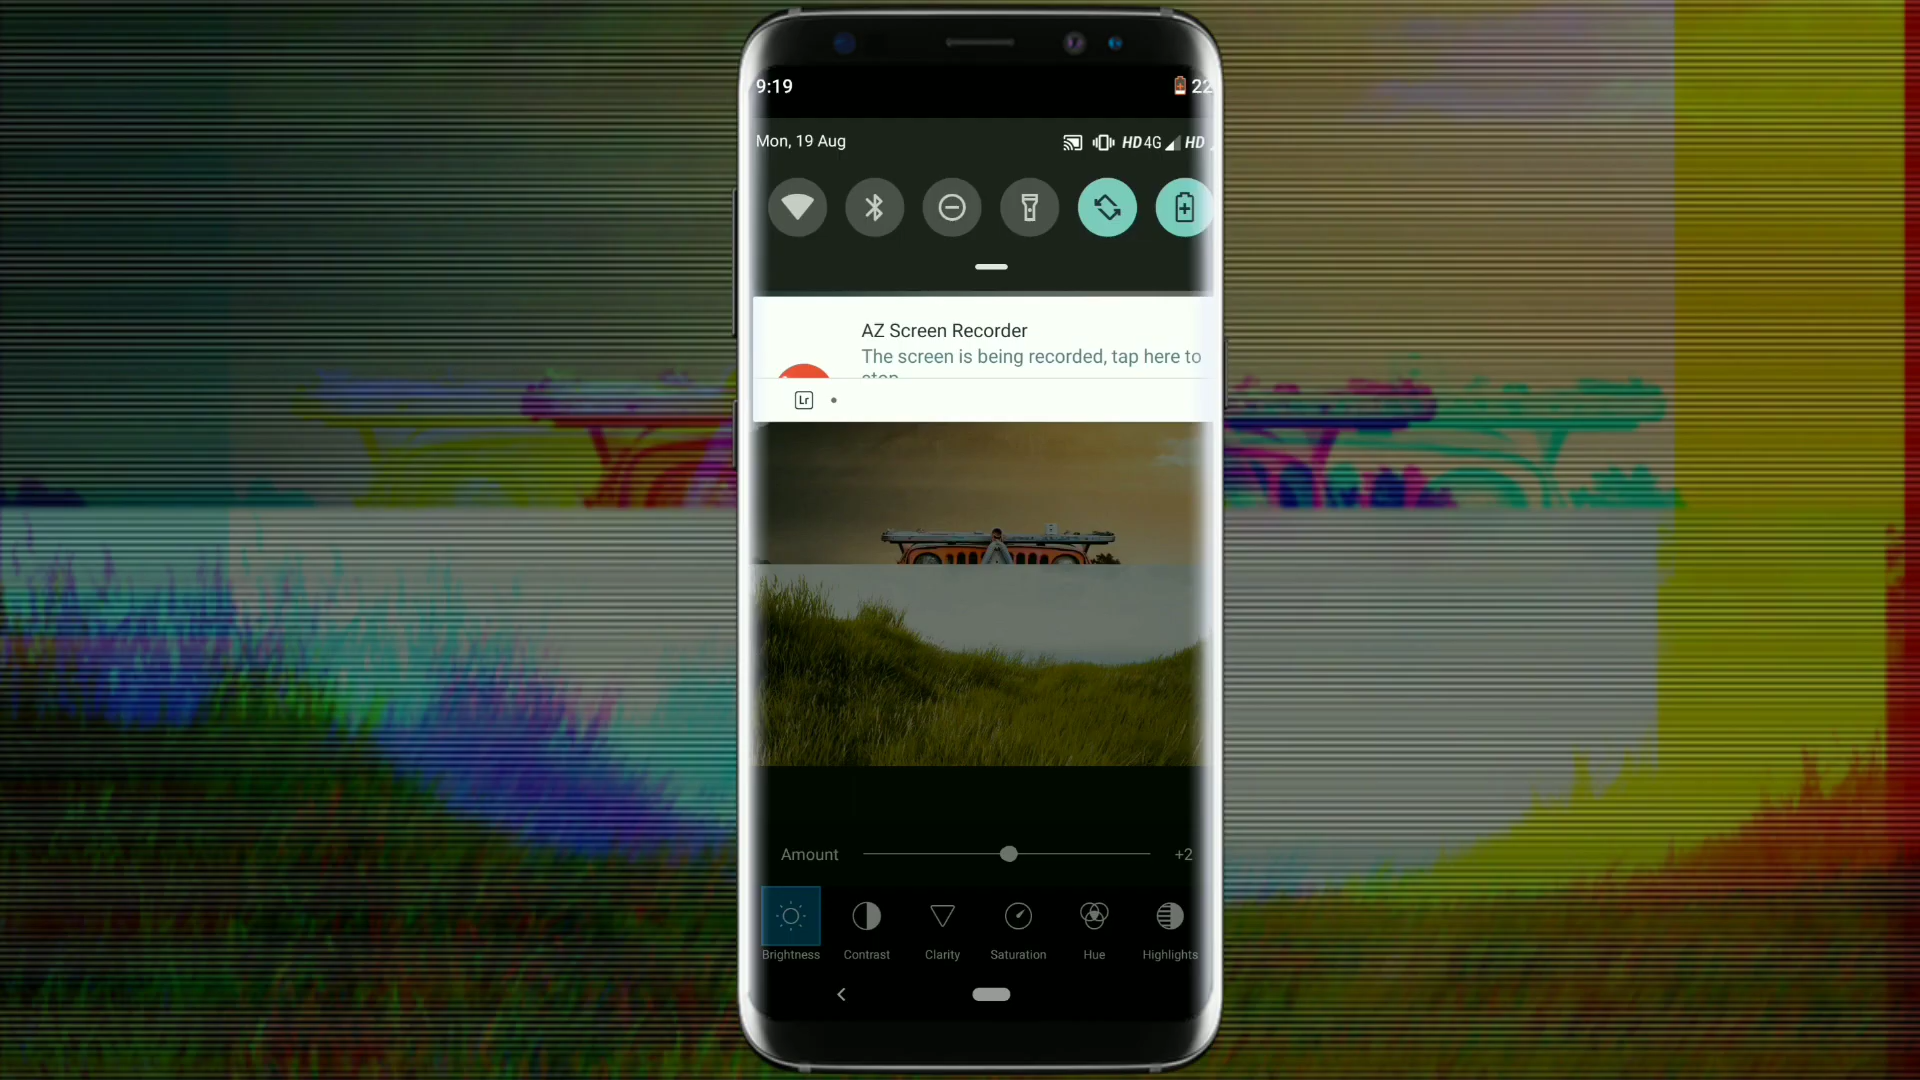 9:19
22
Mon, 19 Aug
HD 4G HD
AZ Screen Recorder
The screen is being recorded, tap here to
Lr
Amount +2
Brightness Contrast Clarity Saturation Hue Highlights